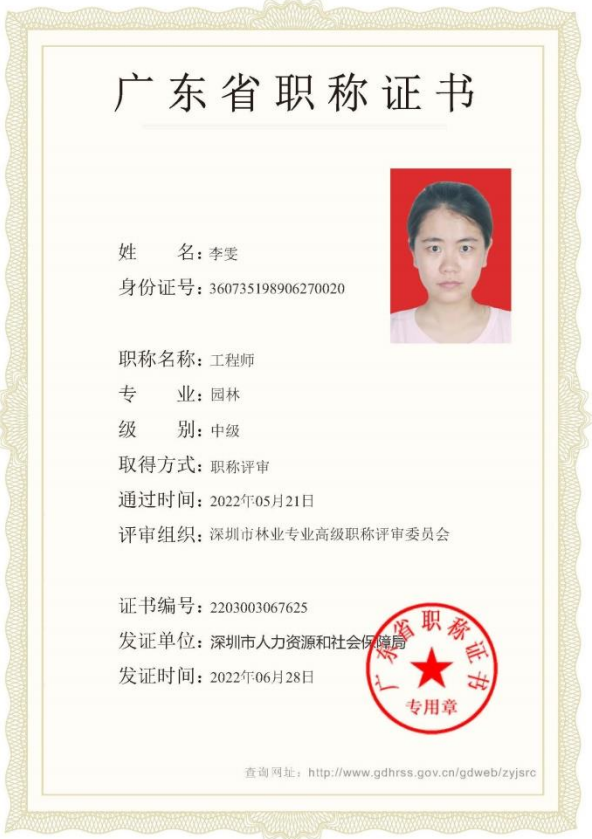 广东省职称证书
姓 名：李雯
身份证号：360735198906270020
职称名称：工程师
专 业：园林
级 别：中级
取得方式：职称评审
通过时间：2022年05月21日
评审组织：深圳市林业专业高级职称评审委员会
证书编号：2203003067625
发证单位：深圳市人力资源和社会保障局
发证时间：2022年06月28日
广东省职称证书
专用章
查询网址：http://www.gdhrss.gov.cn/gdweb/zyjsrc